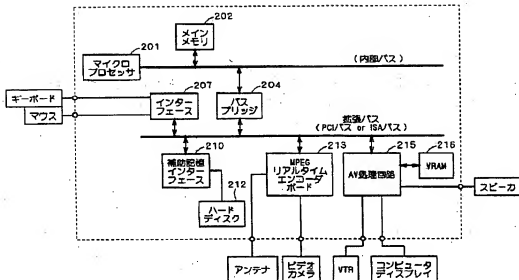 202
メイン
メモリ
201
マイクロ
プロセッサ
(内部バス)
207
204
キーボード
マウス
インター
フェース
バス
ブリッジ
拡張バス
(PCIバス or ISAバス)
210
213
215
216
補助記憶
インター
フェース
MPEG
リアルタイム
エンコーダ
ボード
AV処理回路
VRAM
スピーカ
212
ハード
ディスク
アンテナ
ビデオ
カメラ
VTR
コンピュータ
ディスプレイ